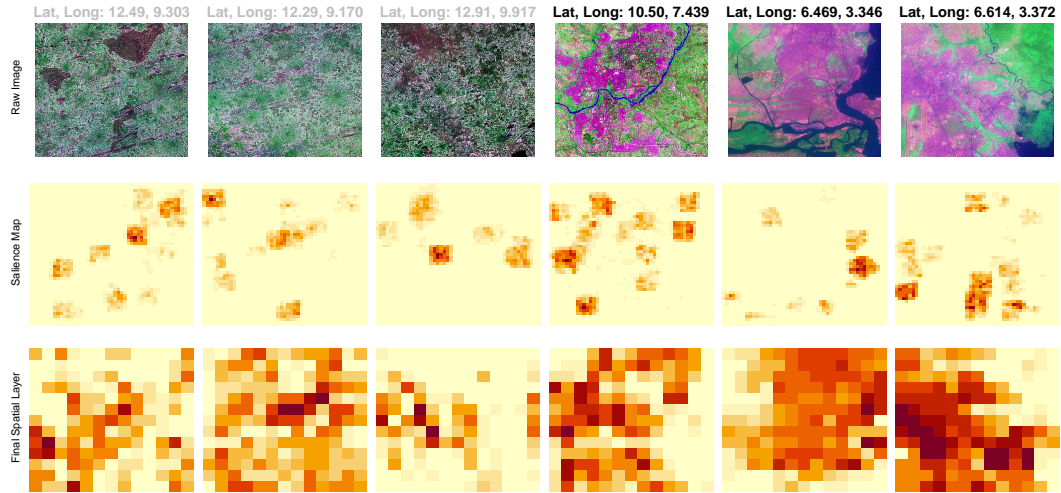 Lat, Long: 12.49, 9.303
Lat, Long: 12.29, 9.170
Lat, Long: 12.91, 9.917
Lat, Long: 10.50, 7.439
Lat, Long: 6.469, 3.346
Lat, Long: 6.614, 3.372
Raw Image
Salience Map
Final Spatial Layer